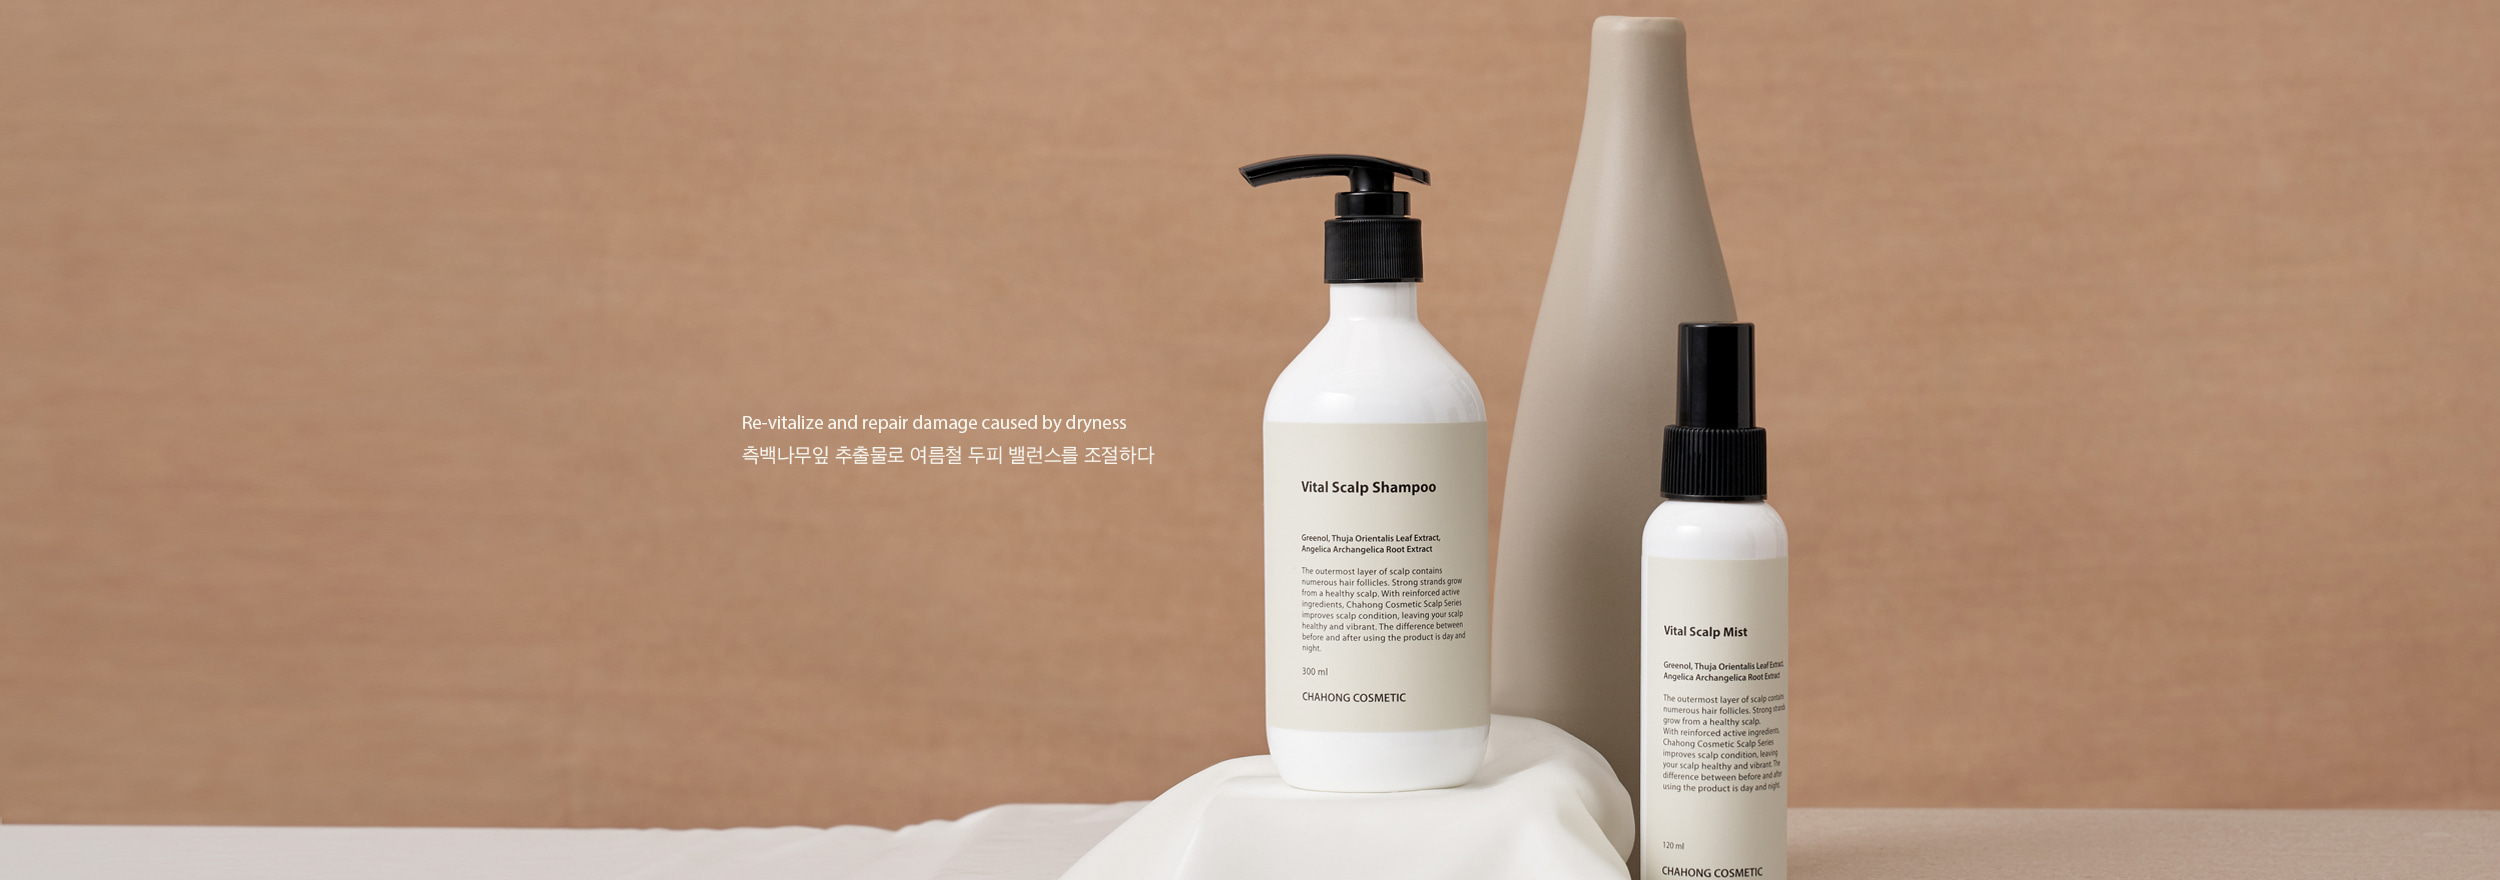 Re-vitalize and repair damage caused by dryness
측백나무잎 추출물로 여름철 두피 밸런스를 조절하다
Vital Scalp Shampoo
Greenol, Thuja Orientalis Leaf Extract,
Angelica Archangelica Root Extract
The outermost layer of scalp contains
numerous hair follicles. Strong strands grow
from a healthy scalp. With reinforced active
ingredients, Chahong Cosmetic Scalp Series
improves scalp condition, leaving your scalp
healthy and vibrant. The difference between
before and after using the product is day and
night.
300 ml
CHAHONG COSMETIC
Vital Scalp Mist
Greenol, Thuja Orientalis Leaf Extract,
Angelica Archangelica Root Extract
The outermost layer of scalp contains
numerous hair follicles. Strong strands
grow from a healthy scalp.
With reinforced active ingredients,
Chahong Cosmetic Scalp Series
improves scalp condition, leaving
your scalp healthy and vibrant. The
difference between before and after
using the product is day and night.
120 ml
CHAHONG COSMETIC